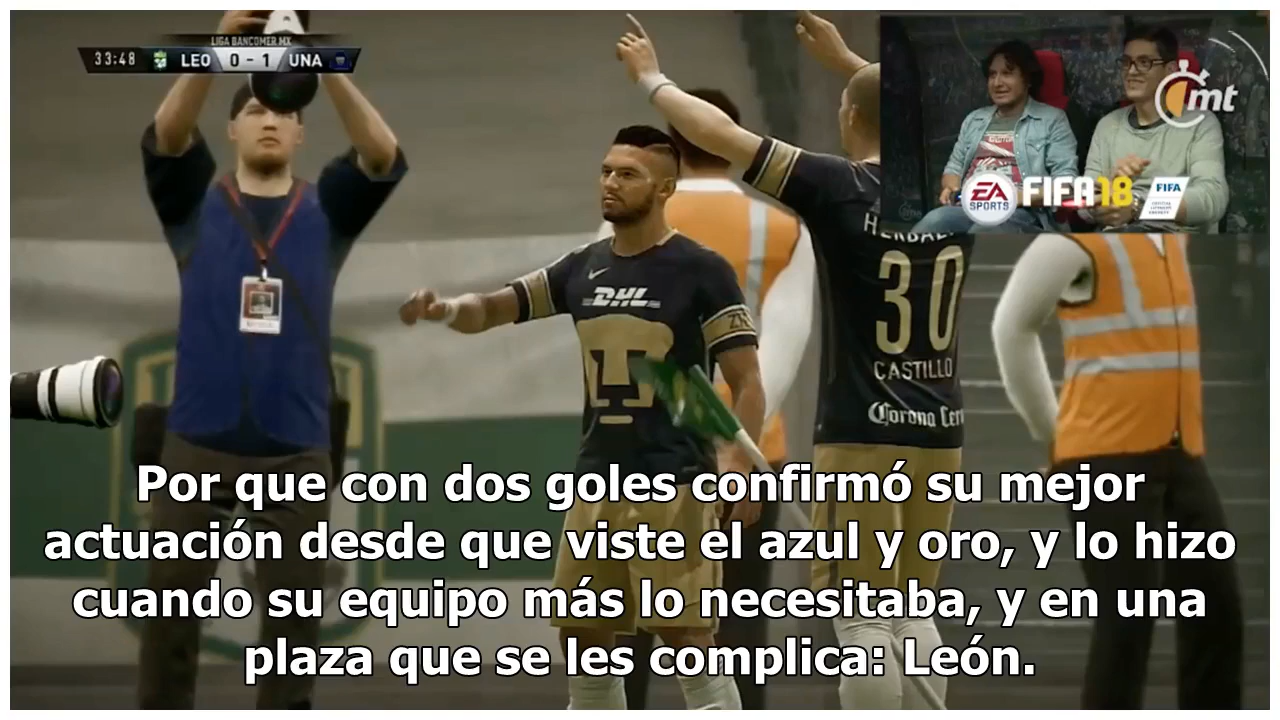 LIGA BANCOMER MX
33:48 LEO 0 - 1 UNA
mt
EA SPORTS FIFA 18 FIFA
DHL
30
CASTILLO
Corona
Por que con dos goles confirmó su mejor
actuación desde que viste el azul y oro, y lo hizo
cuando su equipo más lo necesitaba, y en una
plaza que se les complica: León.